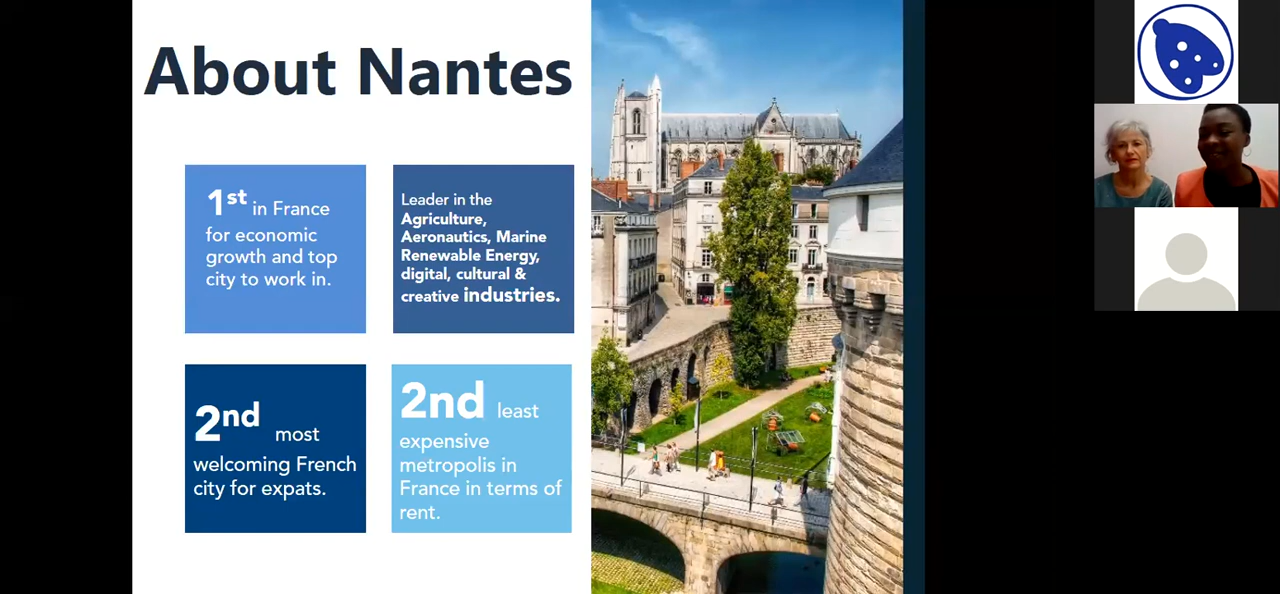 About Nantes
1st in France
for economic
growth and top
city to work in.
Leader in the
Agriculture,
Aeronautics, Marine
Renewable Energy,
digital, cultural &
creative industries.
2nd most
welcoming French
city for expats.
2nd least
expensive
metropolis in
France in terms of
rent.